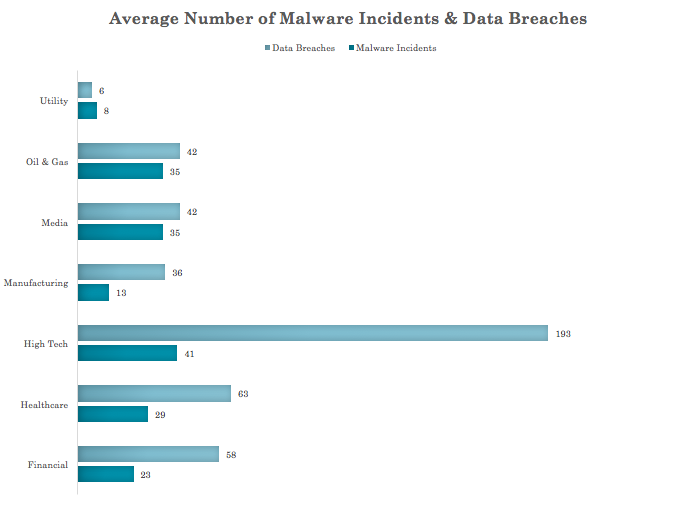 Average Number of Malware Incidents & Data Breaches
Data Breaches Malware Incidents
Utility 6
8
Oil & Gas 42
35
Media 42
35
Manufacturing 36
13
High Tech 193
41
Healthcare 63
29
Financial 58
23